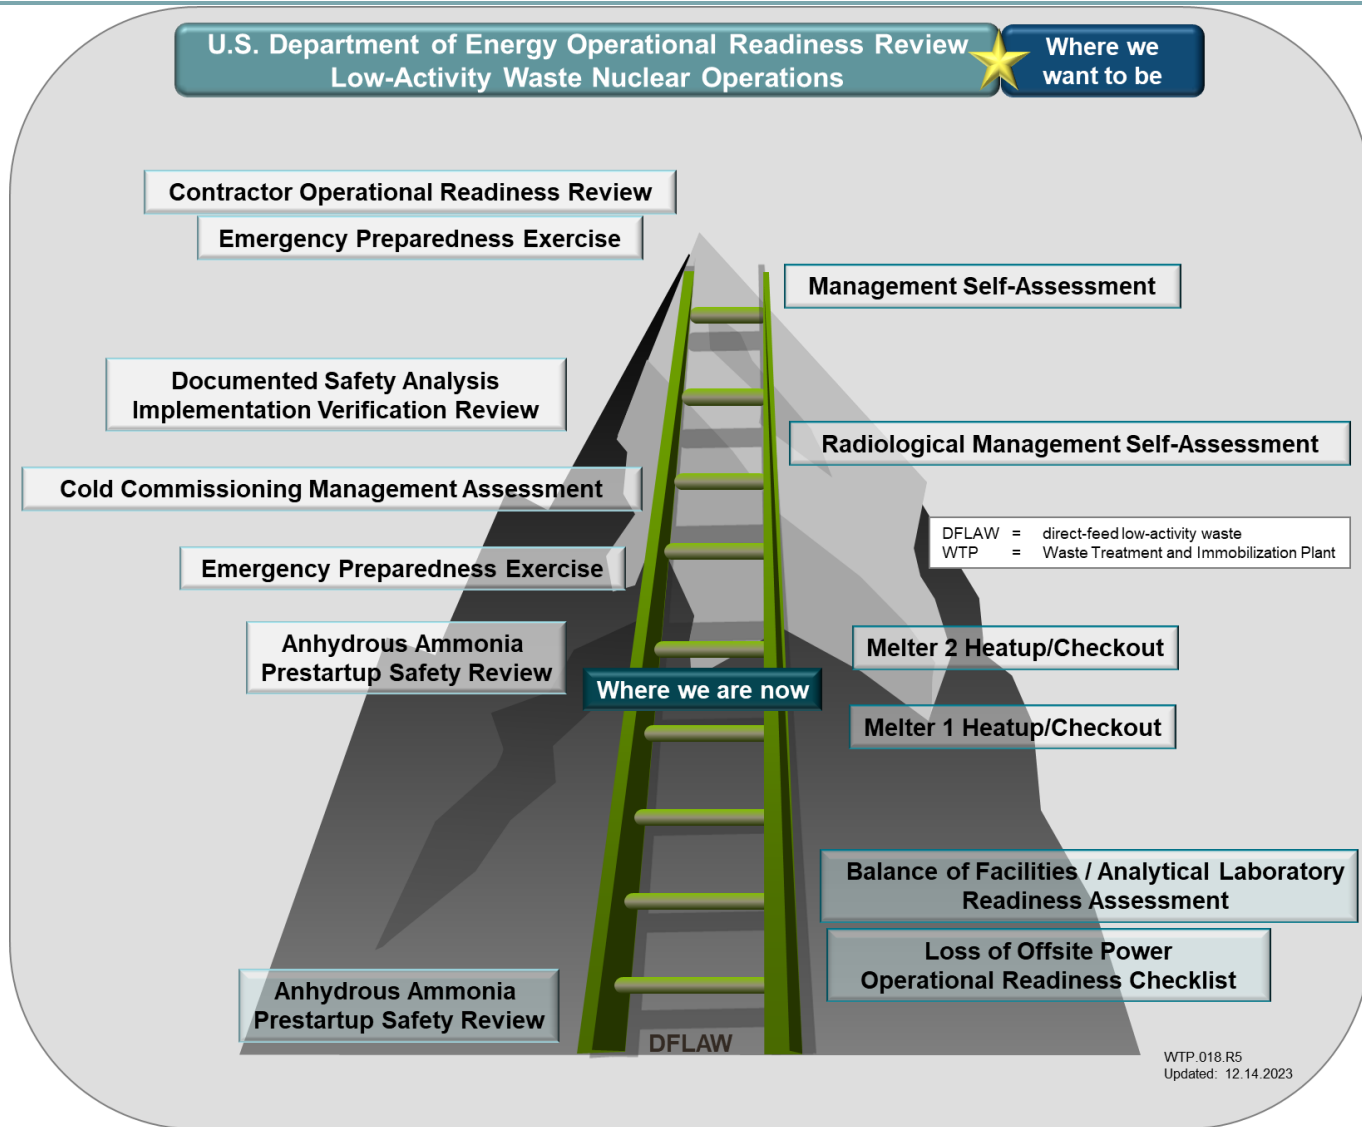 U.S. Department of Energy Operational Readiness Review
Low-Activity Waste Nuclear Operations
Where we
want to be
Contractor Operational Readiness Review
Emergency Preparedness Exercise
Management Self-Assessment
Documented Safety Analysis
Implementation Verification Review
Radiological Management Self-Assessment
Cold Commissioning Management Assessment
DFLAW = direct-feed low-activity waste
WTP = Waste Treatment and Immobilization Plant
Emergency Preparedness Exercise
Anhydrous Ammonia
Prestartup Safety Review
Melter 2 Heatup/Checkout
Where we are now
Melter 1 Heatup/Checkout
Balance of Facilities / Analytical Laboratory
Readiness Assessment
Loss of Offsite Power
Operational Readiness Checklist
Anhydrous Ammonia
Prestartup Safety Review
DFLAW
WTP.018.R5
Updated: 12.14.2023